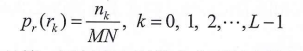 p_r(r_k) = n_k / MN, k = 0, 1, 2, ⋯, L − 1